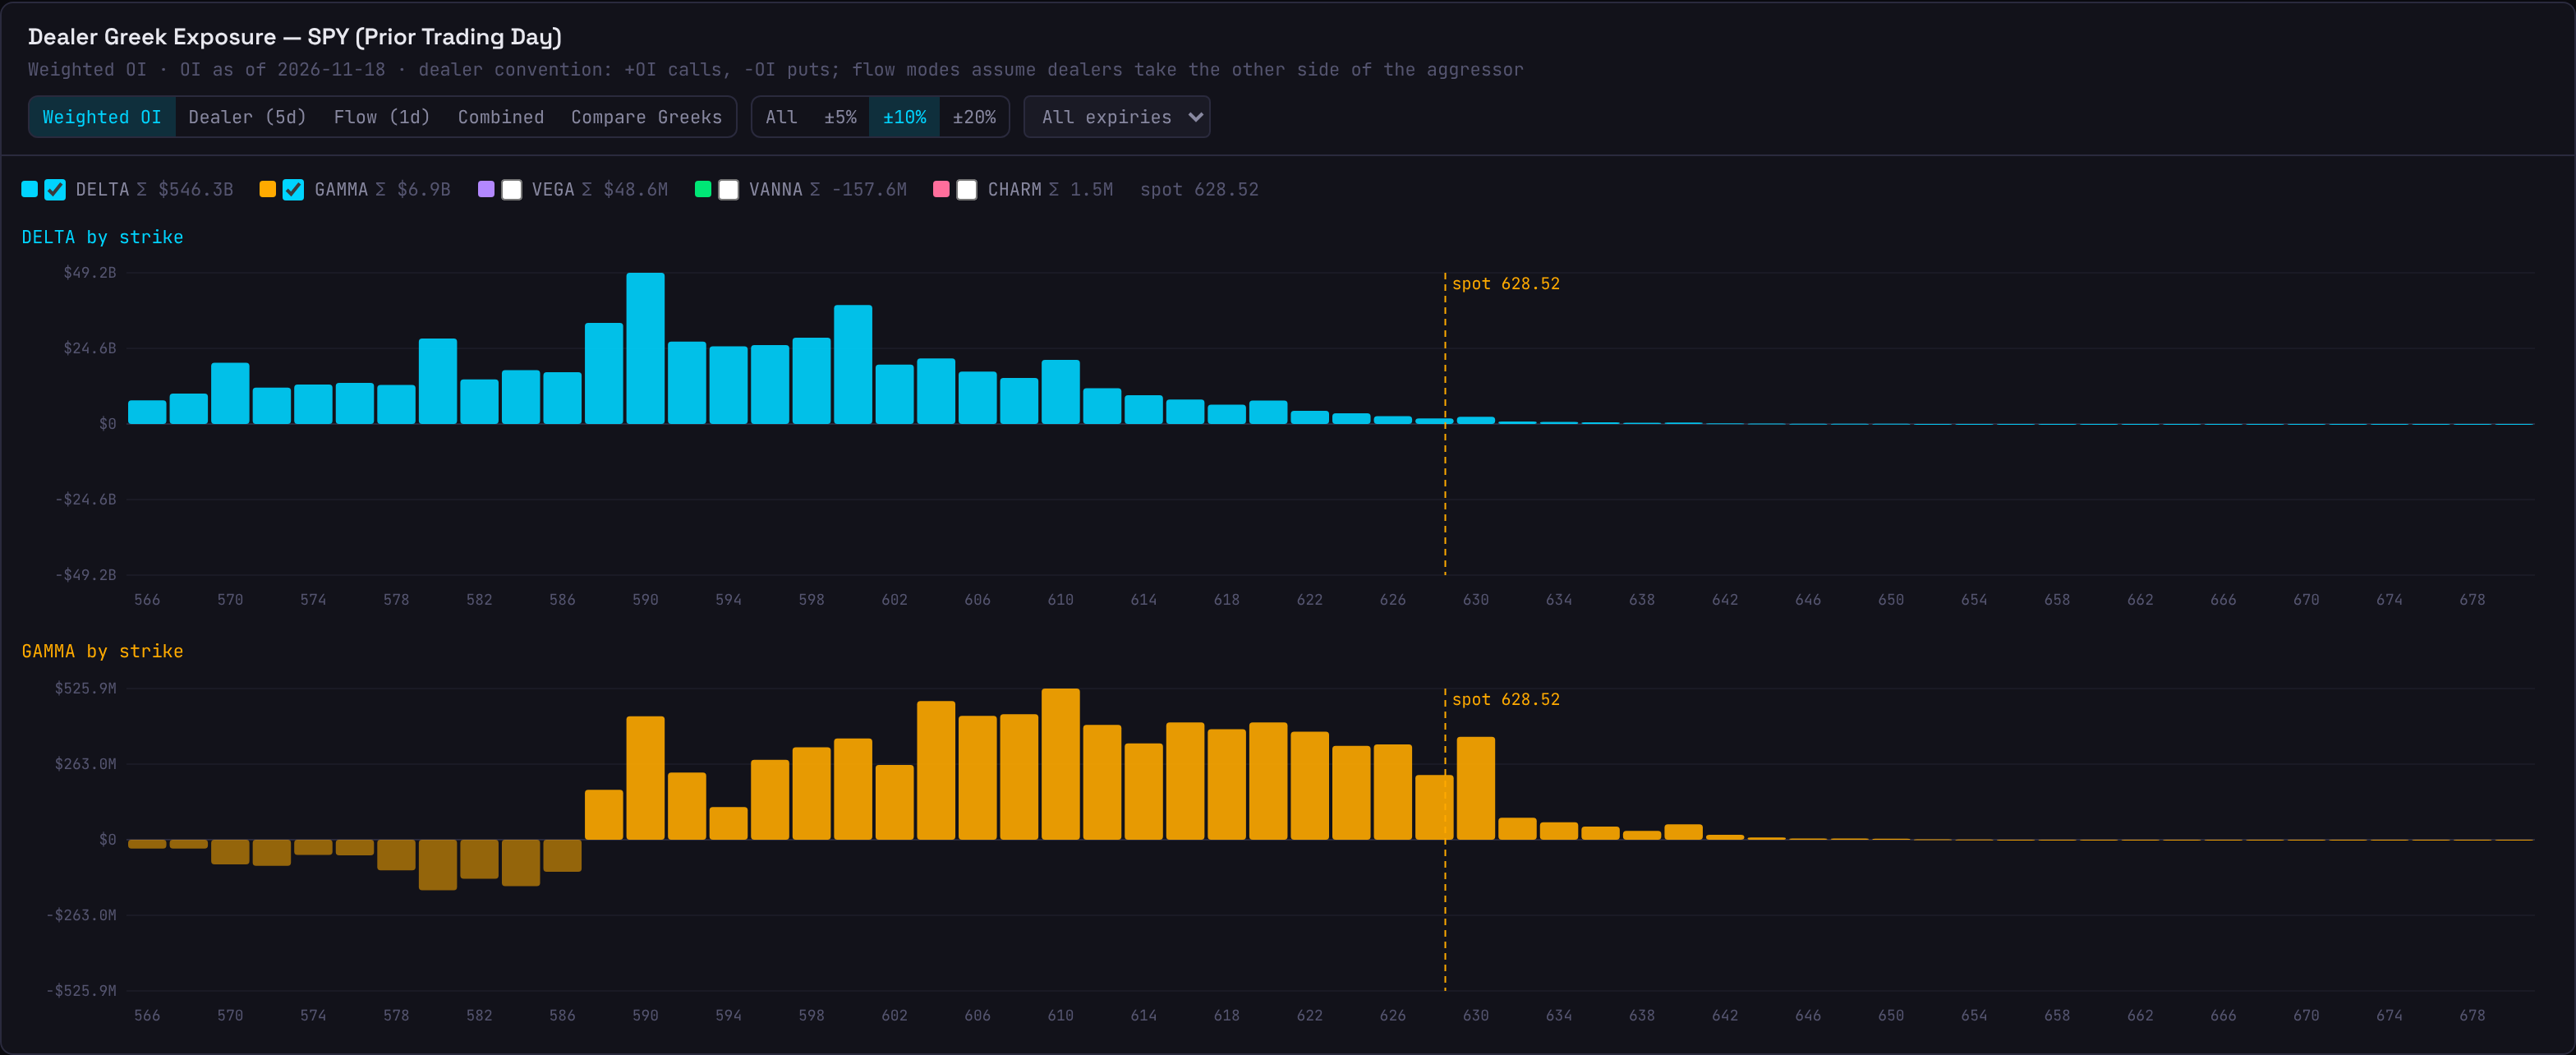 Dealer Greek Exposure — SPY (Prior Trading Day)
Weighted OI · OI as of 2026-11-18 · dealer convention: +OI calls, -OI puts; flow modes assume dealers take the other side of the aggressor
Weighted OI Dealer (5d) Flow (1d) Combined Compare Greeks All ±5% ±10% ±20% All expiries
DELTA Σ $546.3B GAMMA Σ $6.9B VEGA Σ $48.6M VANNA Σ -157.6M CHARM Σ 1.5M spot 628.52
DELTA by strike
$49.2B
spot 628.52
$24.6B
$0
-$24.6B
-$49.2B
566 570 574 578 582 586 590 594 598 602 606 610 614 618 622 626 630 634 638 642 646 650 654 658 662 666 670 674 678
GAMMA by strike
$525.9M
spot 628.52
$263.0M
$0
-$263.0M
-$525.9M
566 570 574 578 582 586 590 594 598 602 606 610 614 618 622 626 630 634 638 642 646 650 654 658 662 666 670 674 678